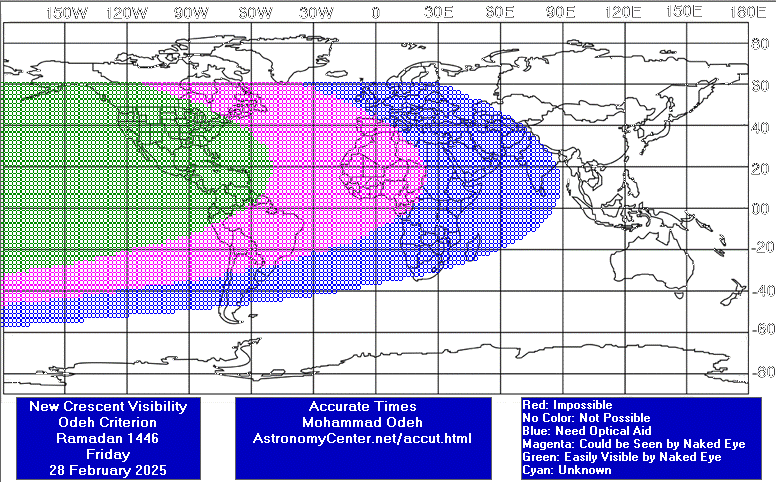 150W 120W 90W 60W 30W 0 30E 60E 90E 120E 150E 180E
80
60
40
20
00
-20
-40
-60
-80
New Crescent Visibility
Odeh Criterion
Ramadan 1446
Friday
28 February 2025
Accurate Times
Mohammad Odeh
AstronomyCenter.net/accut.html
Red: Impossible
No Color: Not Possible
Blue: Need Optical Aid
Magenta: Could be Seen by Naked Eye
Green: Easily Visible by Naked Eye
Cyan: Unknown